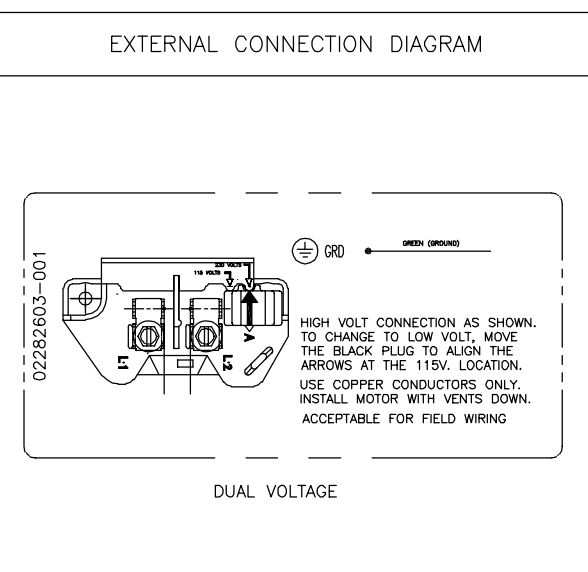 EXTERNAL CONNECTION DIAGRAM
02282603-001
230 VOLTS
115 VOLTS
A
L1
L2
GRD
GREEN (GROUND)
HIGH VOLT CONNECTION AS SHOWN.
TO CHANGE TO LOW VOLT, MOVE
THE BLACK PLUG TO ALIGN THE
ARROWS AT THE 115V. LOCATION.
USE COPPER CONDUCTORS ONLY.
INSTALL MOTOR WITH VENTS DOWN.
ACCEPTABLE FOR FIELD WIRING
DUAL VOLTAGE